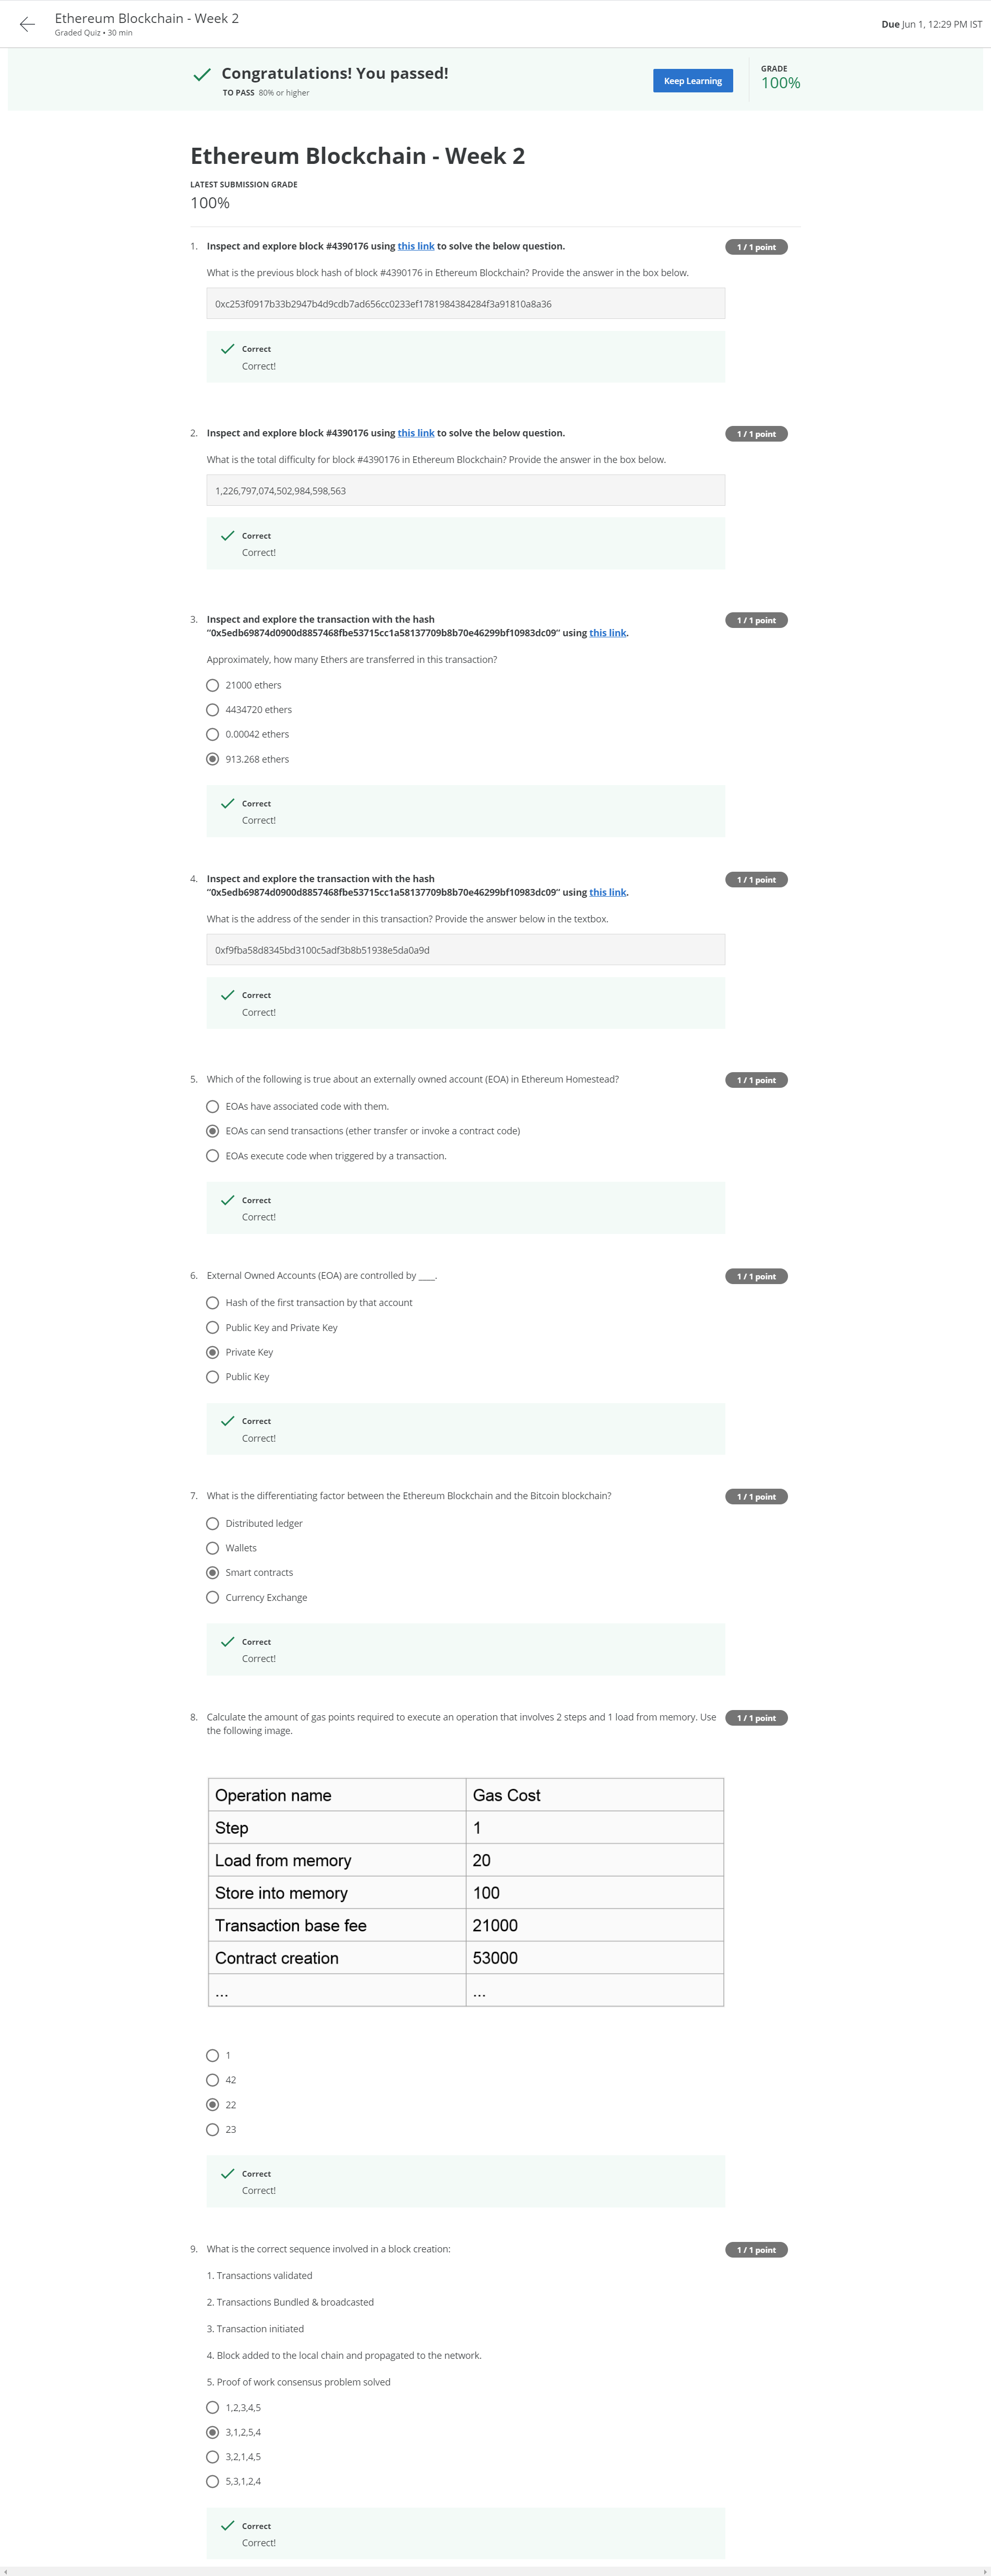 Ethereum Blockchain - Week 2
Graded Quiz • 30 min
Due Jun 1, 12:29 PM IST
Congratulations! You passed!
TO PASS 80% or higher
Keep Learning
GRADE
100%
Ethereum Blockchain - Week 2
LATEST SUBMISSION GRADE
100%
1. Inspect and explore block #4390176 using this link to solve the below question.
1 / 1 point
What is the previous block hash of block #4390176 in Ethereum Blockchain? Provide the answer in the box below.
0xc253f0917b33b2947b4d9cdb7ad656cc0233ef1781984384284f3a91810a8a36
Correct
Correct!
2. Inspect and explore block #4390176 using this link to solve the below question.
1 / 1 point
What is the total difficulty for block #4390176 in Ethereum Blockchain? Provide the answer in the box below.
1,226,797,074,502,984,598,563
Correct
Correct!
3. Inspect and explore the transaction with the hash
1 / 1 point
"0x5edb69874d0900d8857468fbe53715cc1a58137709b8b70e46299bf10983dc09" using this link.
Approximately, how many Ethers are transferred in this transaction?
21000 ethers
4434720 ethers
0.00042 ethers
913.268 ethers
Correct
Correct!
4. Inspect and explore the transaction with the hash
1 / 1 point
"0x5edb69874d0900d8857468fbe53715cc1a58137709b8b70e46299bf10983dc09" using this link.
What is the address of the sender in this transaction? Provide the answer below in the textbox.
0xf9fba58d8345bd3100c5adf3b8b51938e5da0a9d
Correct
Correct!
5. Which of the following is true about an externally owned account (EOA) in Ethereum Homestead?
1 / 1 point
EOAs have associated code with them.
EOAs can send transactions (ether transfer or invoke a contract code)
EOAs execute code when triggered by a transaction.
Correct
Correct!
6. External Owned Accounts (EOA) are controlled by ____.
1 / 1 point
Hash of the first transaction by that account
Public Key and Private Key
Private Key
Public Key
Correct
Correct!
7. What is the differentiating factor between the Ethereum Blockchain and the Bitcoin blockchain?
1 / 1 point
Distributed ledger
Wallets
Smart contracts
Currency Exchange
Correct
Correct!
8. Calculate the amount of gas points required to execute an operation that involves 2 steps and 1 load from memory. Use
1 / 1 point
the following image.
Operation name Gas Cost
Step 1
Load from memory 20
Store into memory 100
Transaction base fee 21000
Contract creation 53000
... ...
1
42
22
23
Correct
Correct!
9. What is the correct sequence involved in a block creation:
1 / 1 point
1. Transactions validated
2. Transactions Bundled & broadcasted
3. Transaction initiated
4. Block added to the local chain and propagated to the network.
5. Proof of work consensus problem solved
1,2,3,4,5
3,1,2,5,4
3,2,1,4,5
5,3,1,2,4
Correct
Correct!